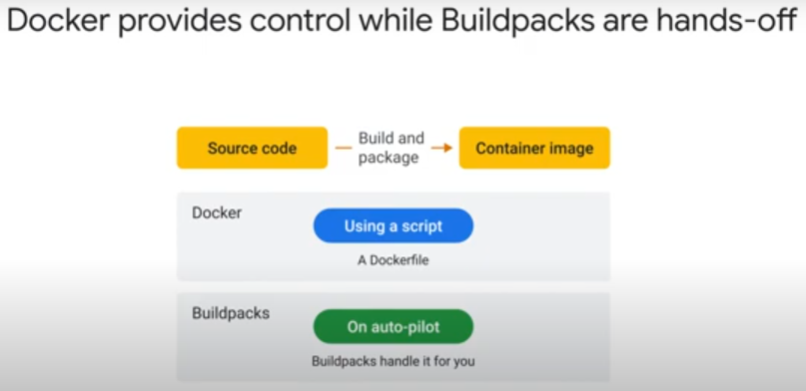 Docker provides control while Buildpacks are hands-off
Source code
Build and
package
Container image
Docker
Using a script
A Dockerfile
Buildpacks
On auto-pilot
Buildpacks handle it for you